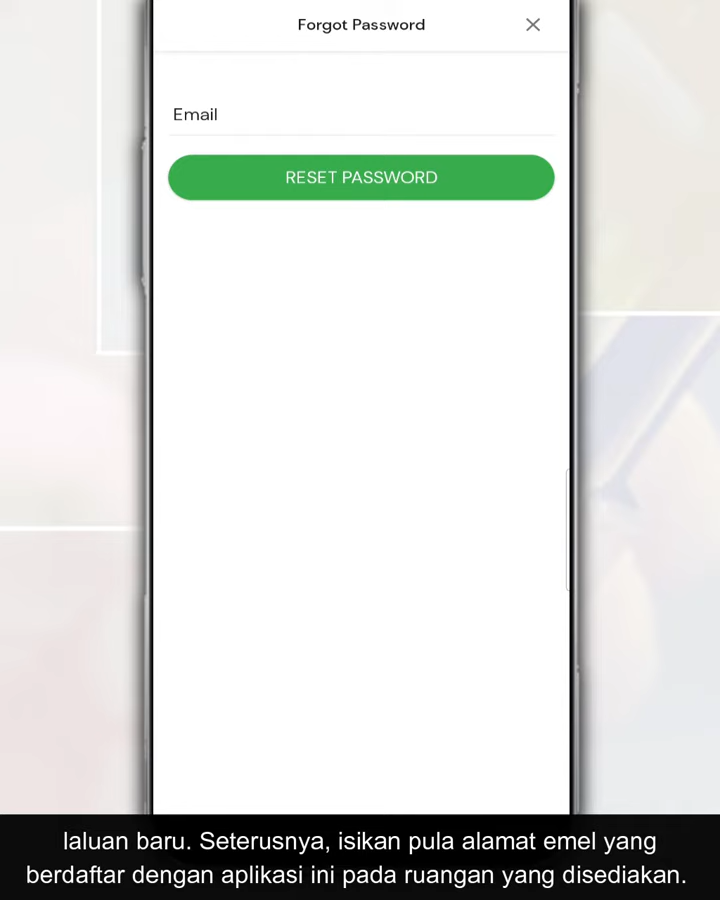 Forgot Password
Email
RESET PASSWORD
laluan baru. Seterusnya, isikan pula alamat emel yang
berdaftar dengan aplikasi ini pada ruangan yang disediakan.